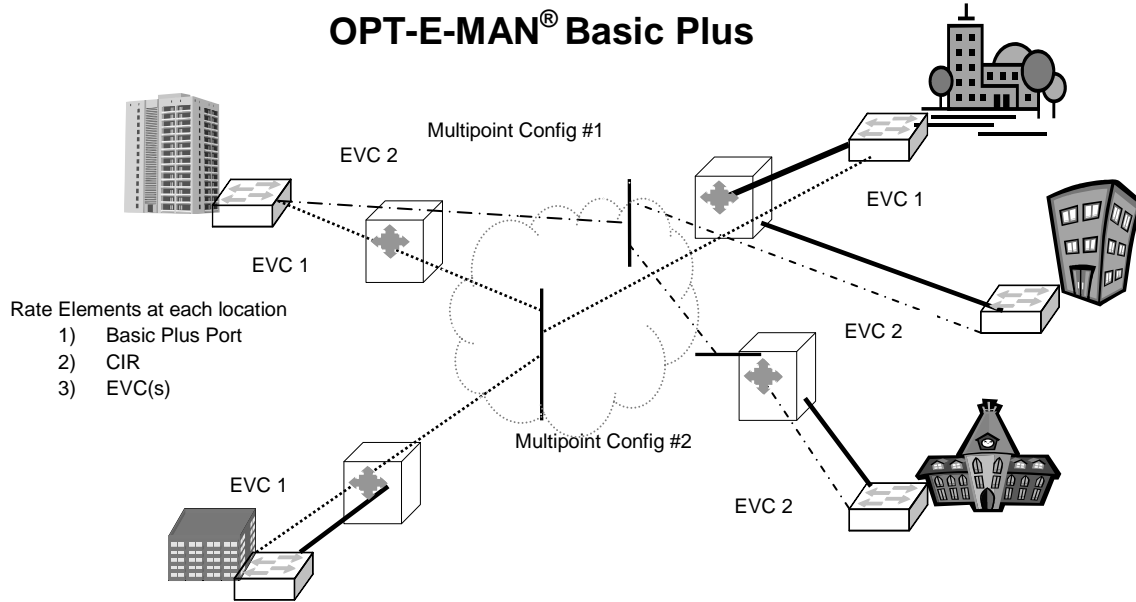 OPT-E-MAN® Basic Plus
Multipoint Config #1
EVC 2
EVC 1
EVC 1
Rate Elements at each location
1) Basic Plus Port
2) CIR
3) EVC(s)
EVC 2
Multipoint Config #2
EVC 1
EVC 2